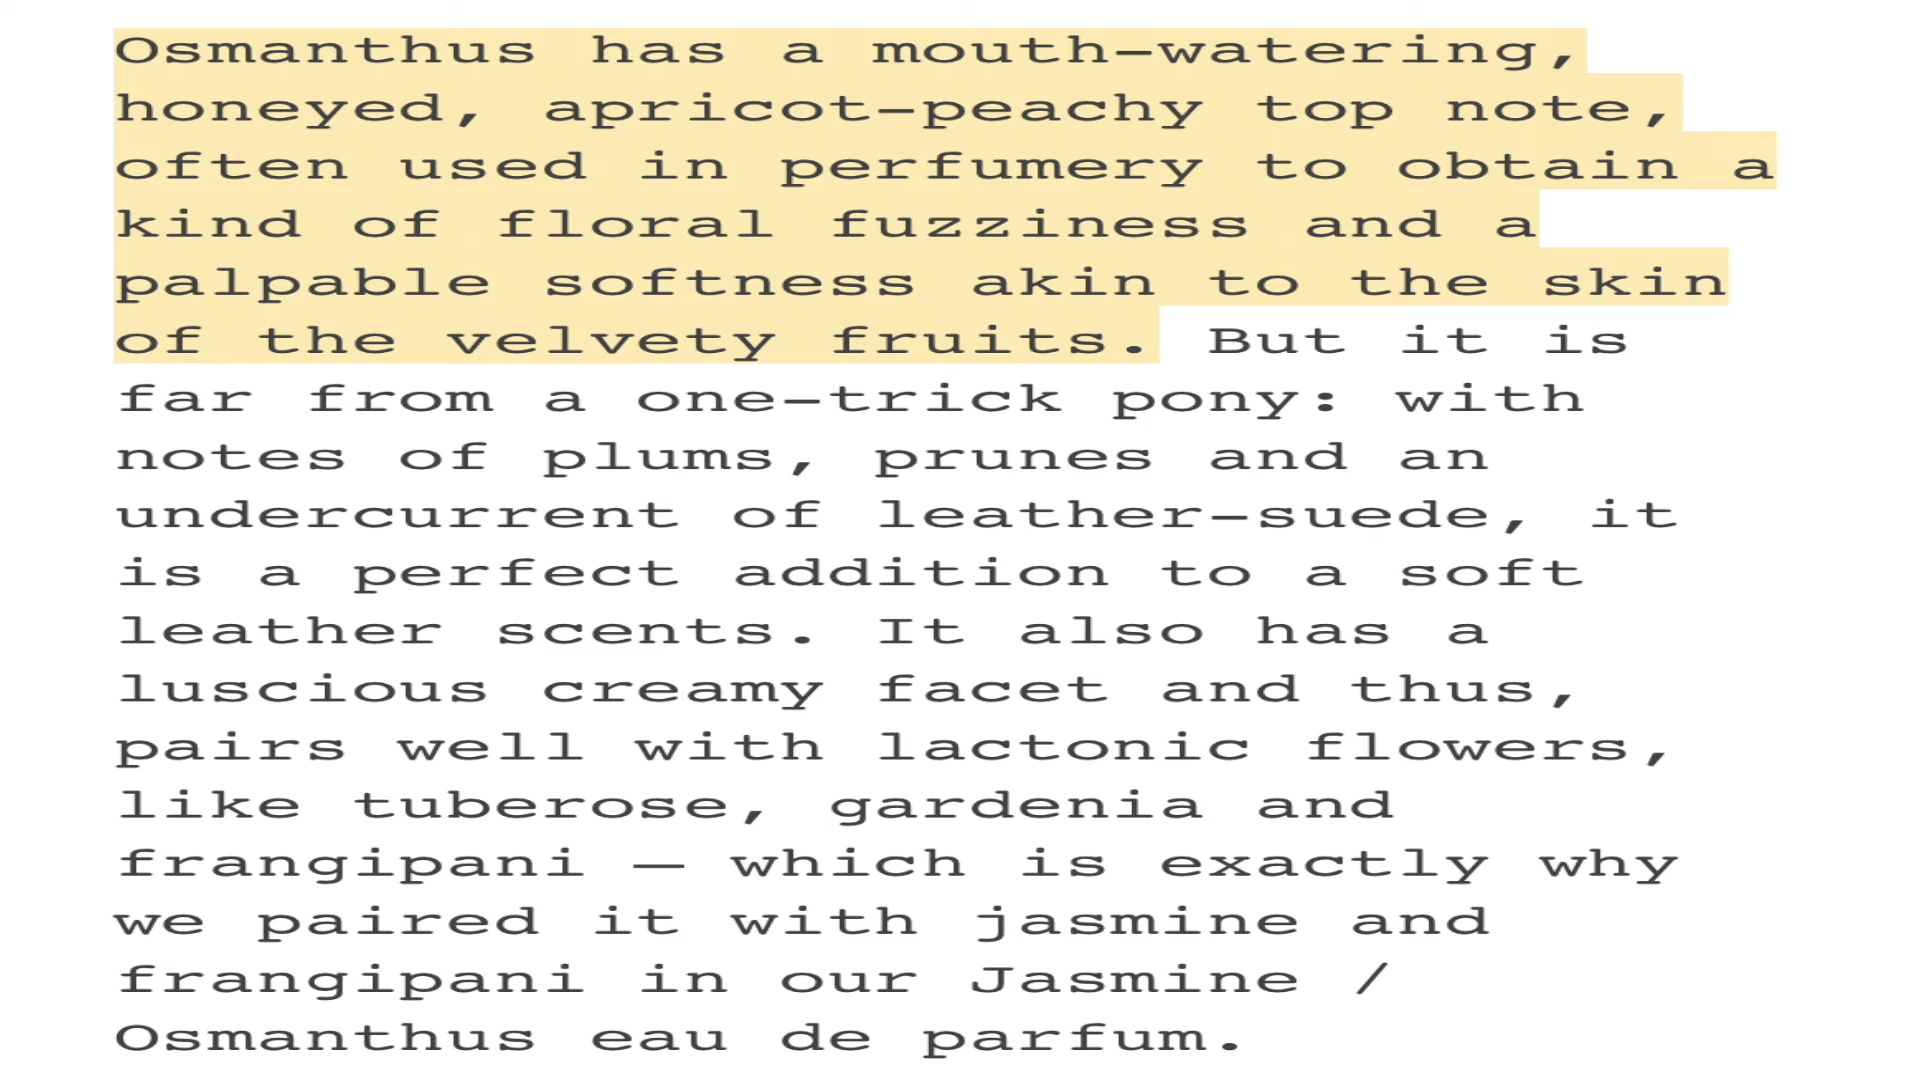 Osmanthus has a mouth-watering,
honeyed, apricot-peachy top note,
often used in perfumery to obtain a
kind of floral fuzziness and a
palpable softness akin to the skin
of the velvety fruits. But it is
far from a one-trick pony: with
notes of plums, prunes and an
undercurrent of leather-suede, it
is a perfect addition to a soft
leather scents. It also has a
luscious creamy facet and thus,
pairs well with lactonic flowers,
like tuberose, gardenia and
frangipani — which is exactly why
we paired it with jasmine and
frangipani in our Jasmine /
Osmanthus eau de parfum.